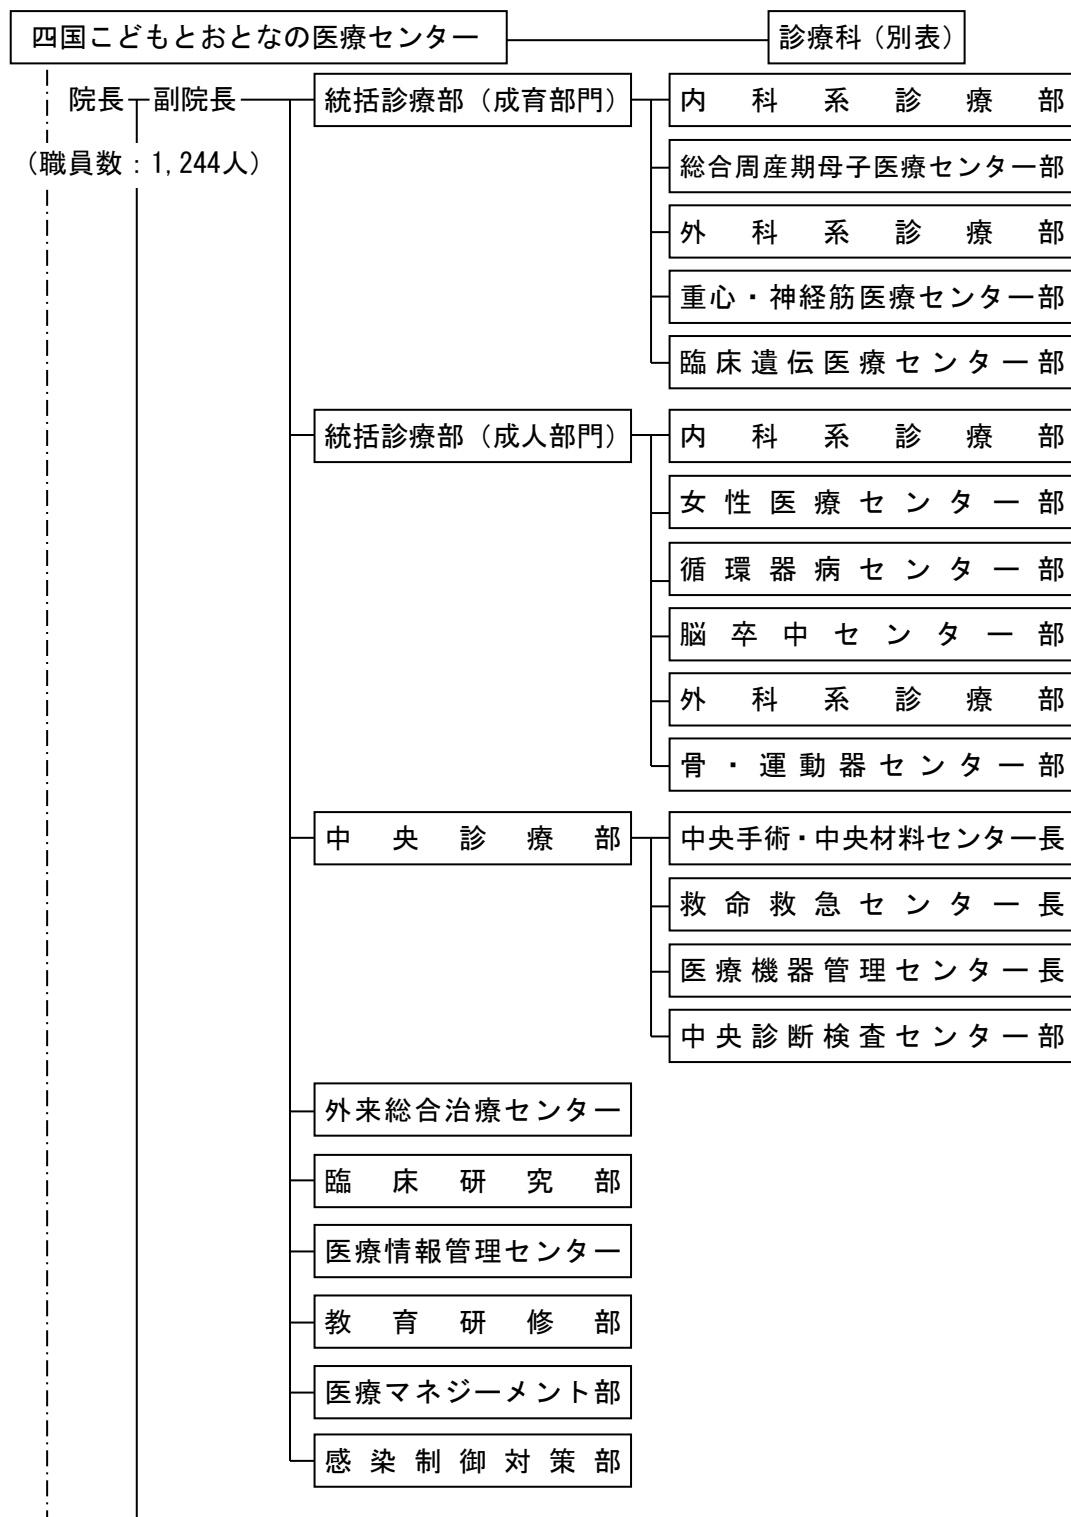 四国こどもとおとなの医療センター 診療科（別表）
院長 副院長 統括診療部（成育部門） 内科系診療部
（職員数：1,244人） 総合周産期母子医療センター部
外科系診療部
重心・神経筋医療センター部
臨床遺伝医療センター部
統括診療部（成人部門） 内科系診療部
女性医療センター部
循環器病センター部
脳卒中センター部
外科系診療部
骨・運動器センター部
中央診療部 中央手術・中央材料センター長
救命救急センター長
医療機器管理センター長
中央診断検査センター部
外来総合治療センター
臨床研究部
医療情報管理センター
教育研修部
医療マネジーメント部
感染制御対策部